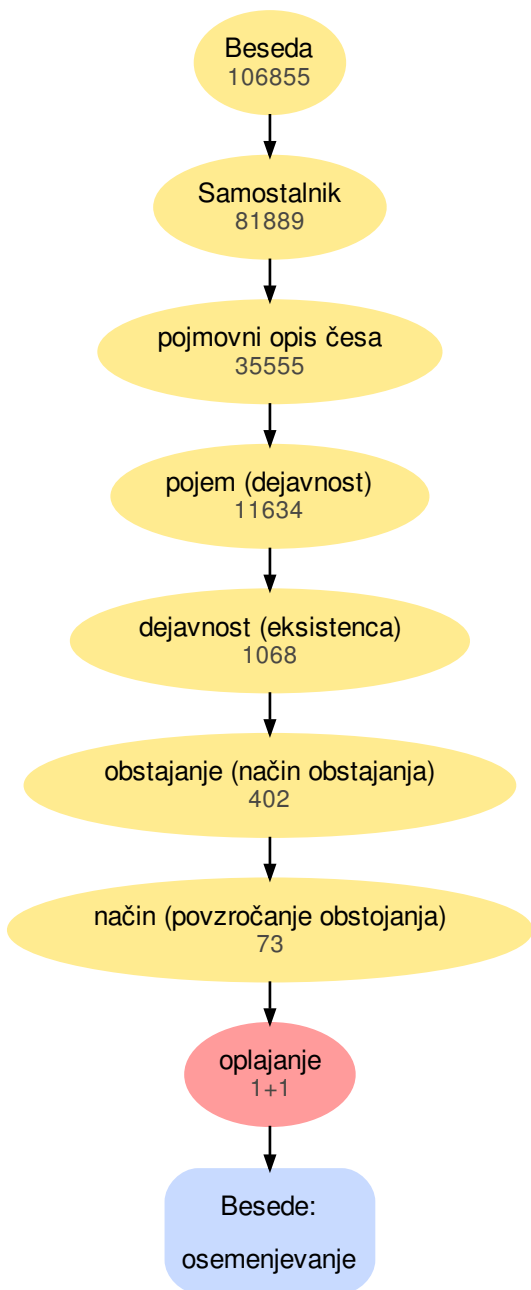 Beseda
106855
Samostalnik
81889
pojmovni opis česa
35555
pojem (dejavnost)
11634
dejavnost (eksistenca)
1068
obstajanje (način obstajanja)
402
način (povzročanje obstojanja)
73
oplajanje
1+1
Besede:
osemenjevanje